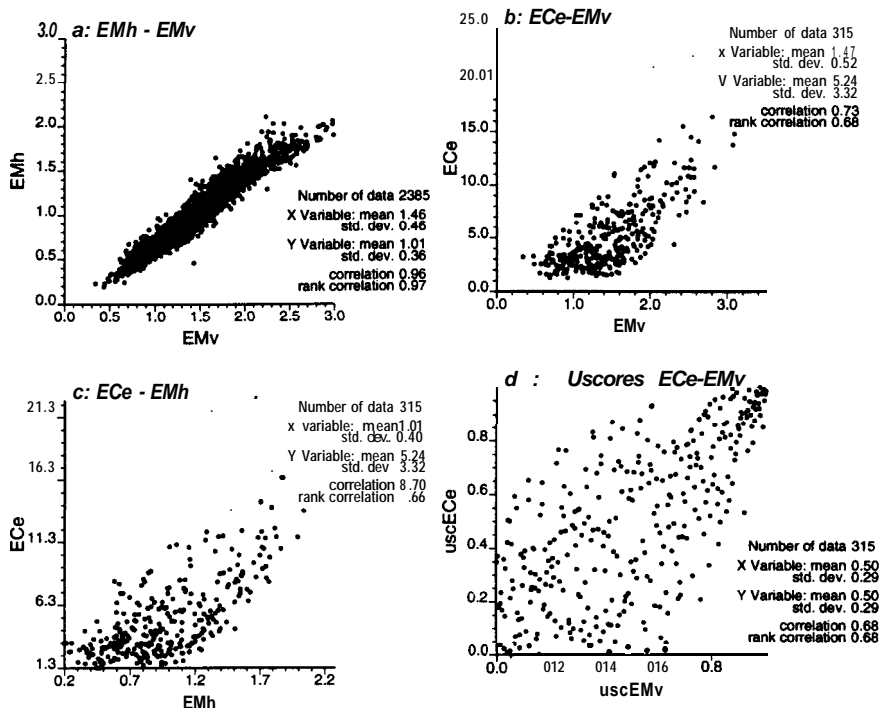 a: EMh - EMv
3.0
2.5
2.0
1.5
1.0
0.5
0.0
EMh
0.0 0.5 1.0 1.5 2.0 2.5 3.0
EMv
Number of data 2385
X Variable: mean 1.46
std. dev. 0.46
Y Variable: mean 1.01
std. dev. 0.36
correlation 0.96
rank correlation 0.97
b: ECe-EMv
25.0
20.01
15.0
10.0
5.0
0.0
ECe
0.0 1.0 2.0 3.0
EMv
Number of data 315
x Variable: mean 1.47
std. dev. 0.52
V Variable: mean 5.24
std. dev. 3.32
correlation 0.73
rank correlation 0.68
c: ECe - EMh
21.3
16.3
11.3
6.3
1.3
ECe
0.2 0.7 1.2 1.7 2.2
EMh
Number of data 315
x variable: mean1.01
std. dev.. 0.40
Y Variable: mean 5.24
std. dev 3.32
correlation 8.70
rank correlation .66
d : Uscores ECe-EMv
0.8
0.6
0.4
0.2
0.0
uscECe
0.0 012 014 016 0.8
uscEMv
Number of data 315
X Variable: mean 0.50
std. dev. 0.29
Y Variable: mean 0.50
std. dev. 0.29
correlation 0.68
rank correlation 0.68